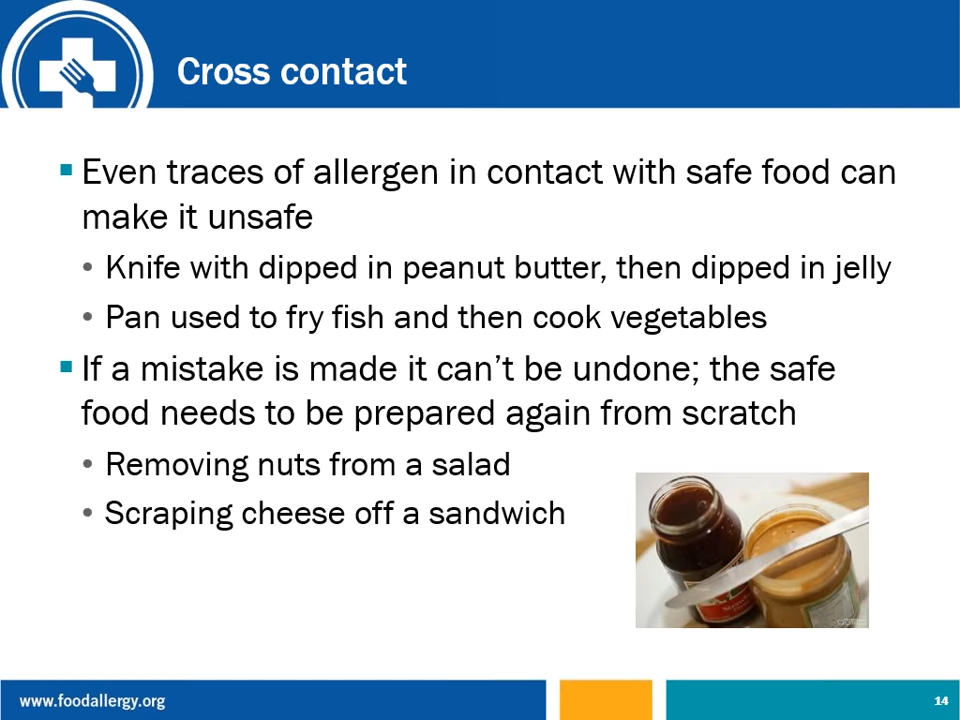 Cross contact
Even traces of allergen in contact with safe food can
make it unsafe
Knife with dipped in peanut butter, then dipped in jelly
Pan used to fry fish and then cook vegetables
If a mistake is made it can’t be undone; the safe
food needs to be prepared again from scratch
Removing nuts from a salad
Scraping cheese off a sandwich
www.foodallergy.org
14